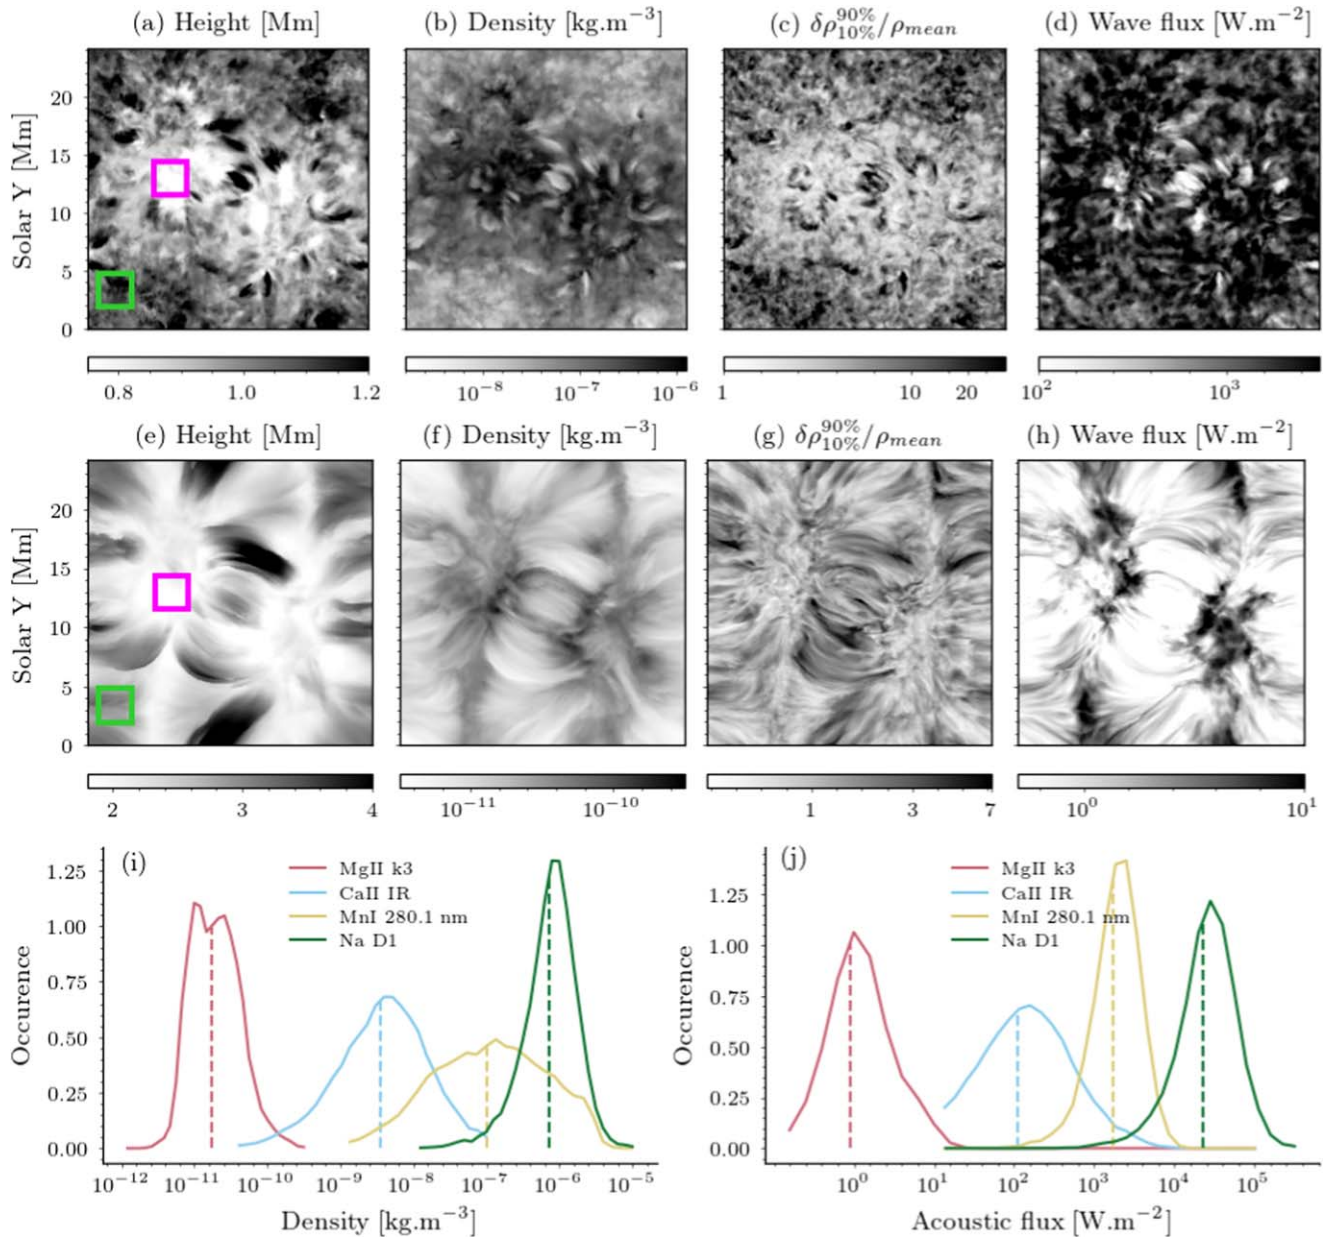 (a) Height [Mm]
(b) Density [kg.m⁻³]
(c) δρ₁₀%⁹⁰%/ρₘₑₐₙ
(d) Wave flux [W.m⁻²]
Solar Y [Mm]
20
15
10
5
0
0.8 1.0 1.2
10⁻⁸ 10⁻⁷ 10⁻⁶
1 10 20
10² 10³
(e) Height [Mm]
(f) Density [kg.m⁻³]
(g) δρ₁₀%⁹⁰%/ρₘₑₐₙ
(h) Wave flux [W.m⁻²]
Solar Y [Mm]
20
15
10
5
0
2 3 4
10⁻¹¹ 10⁻¹⁰
1 3 7
10⁰ 10¹
(i)
MgII k3
CaII IR
MnI 280.1 nm
Na D1
Occurence
1.25
1.00
0.75
0.50
0.25
0.00
10⁻¹² 10⁻¹¹ 10⁻¹⁰ 10⁻⁹ 10⁻⁸ 10⁻⁷ 10⁻⁶ 10⁻⁵
Density [kg.m⁻³]
(j)
MgII k3
CaII IR
MnI 280.1 nm
Na D1
Occurence
1.25
1.00
0.75
0.50
0.25
0.00
10⁰ 10¹ 10² 10³ 10⁴ 10⁵
Acoustic flux [W.m⁻²]